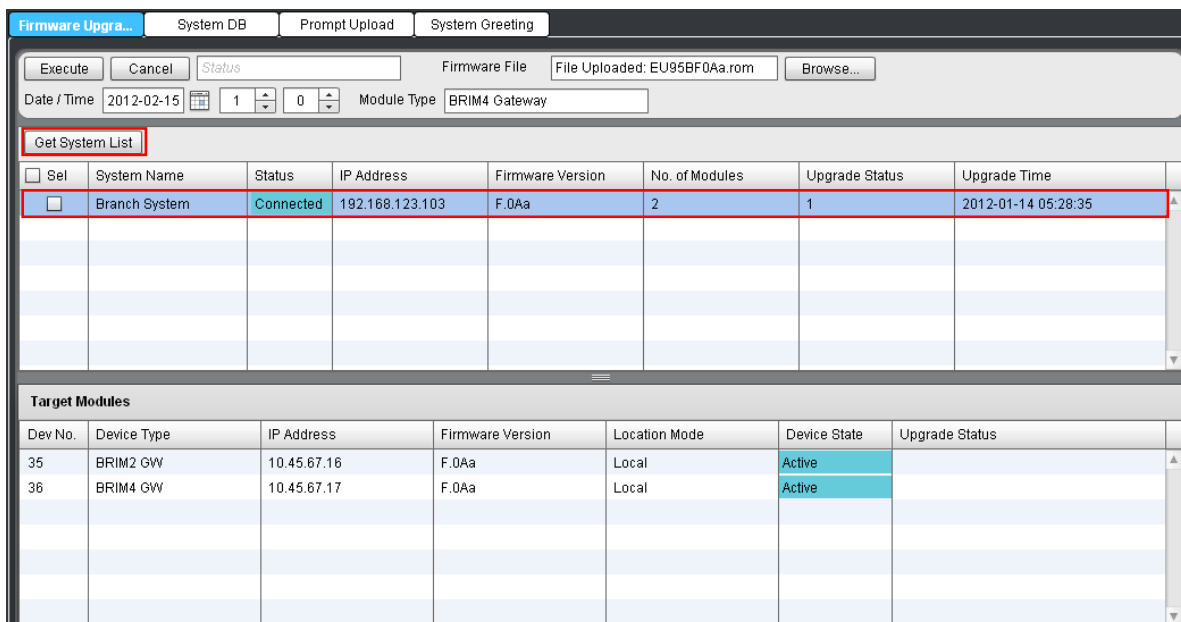 Firmware Upgra... System DB Prompt Upload System Greeting
Execute Cancel Status Firmware File File Uploaded: EU95BF0Aa.rom Browse...
Date / Time 2012-02-15 1 0 Module Type BRIM4 Gateway
Get System List
Sel System Name Status IP Address Firmware Version No. of Modules Upgrade Status Upgrade Time
Branch System Connected 192.168.123.103 F.0Aa 2 1 2012-01-14 05:28:35
Target Modules
Dev No. Device Type IP Address Firmware Version Location Mode Device State Upgrade Status
35 BRIM2 GW 10.45.67.16 F.0Aa Local Active
36 BRIM4 GW 10.45.67.17 F.0Aa Local Active